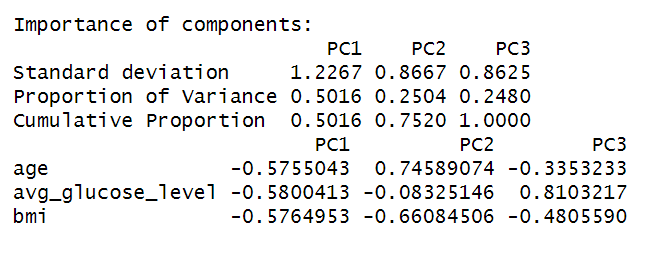 Importance of components:
PC1 PC2 PC3
Standard deviation 1.2267 0.8667 0.8625
Proportion of Variance 0.5016 0.2504 0.2480
Cumulative Proportion 0.5016 0.7520 1.0000
PC1 PC2 PC3
age -0.5755043 0.74589074 -0.3353233
avg_glucose_level -0.5800413 -0.08325146 0.8103217
bmi -0.5764953 -0.66084506 -0.4805590